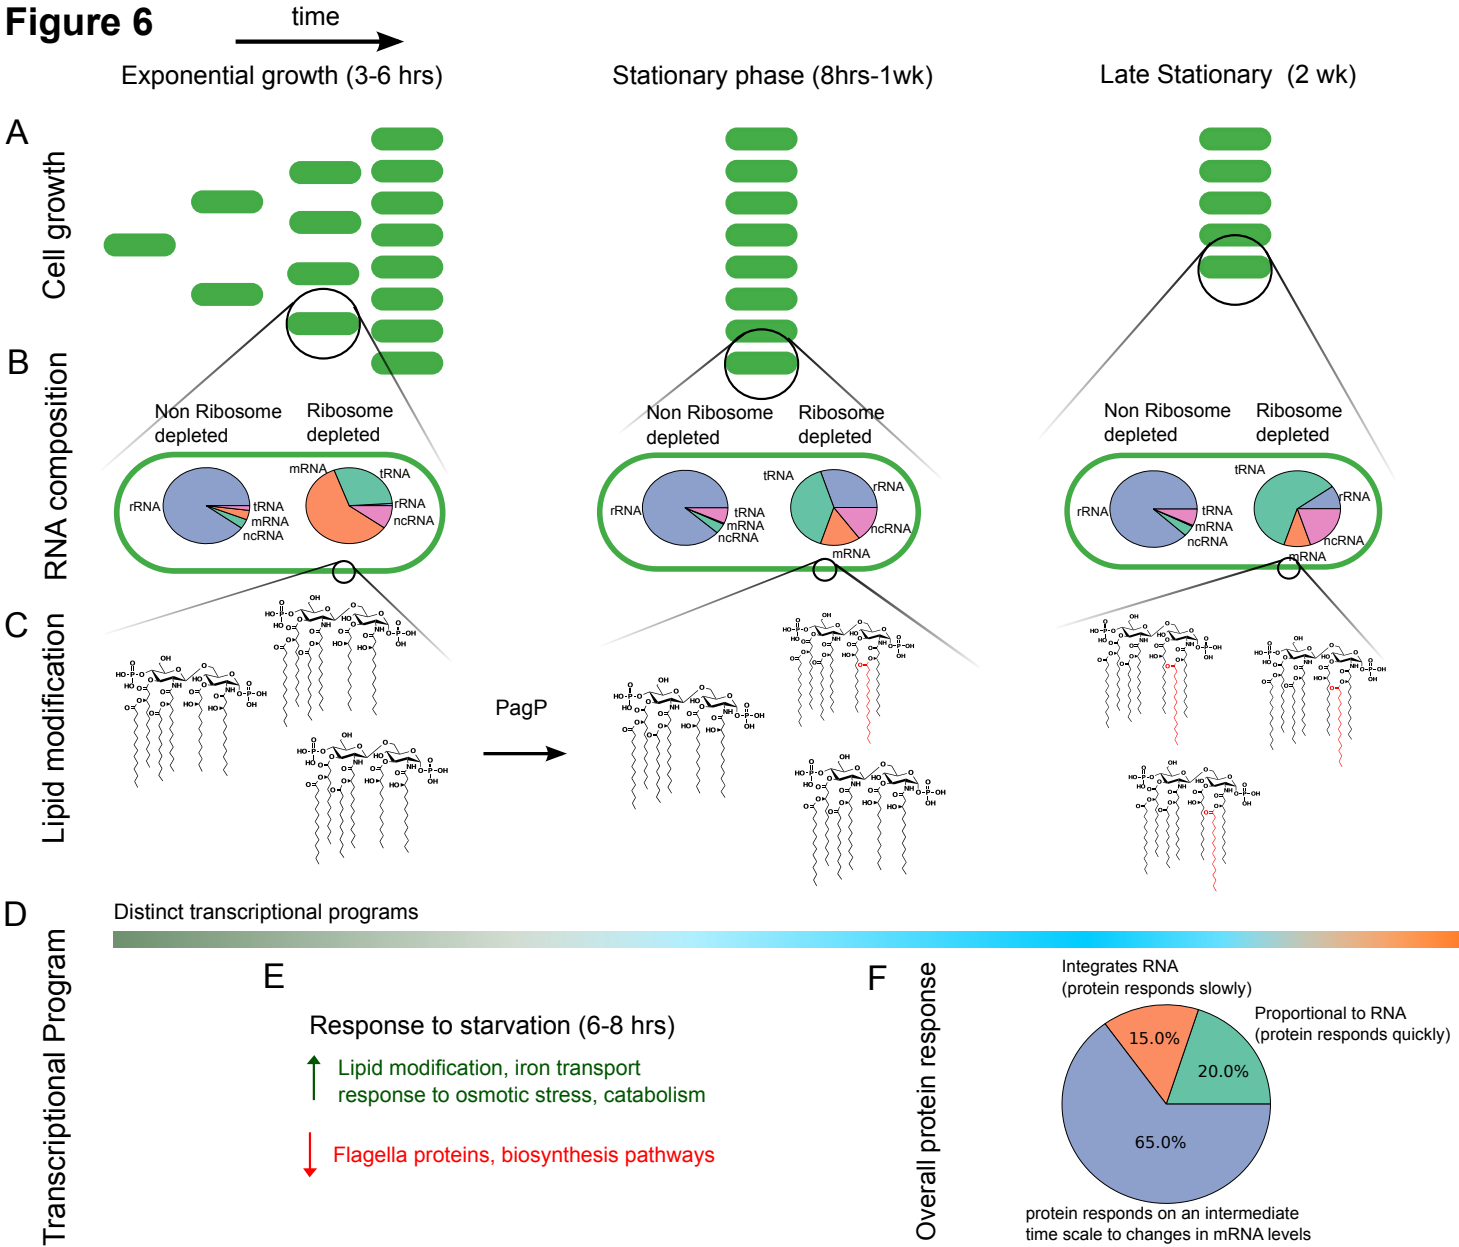 Figure 6
time
Exponential growth (3-6 hrs)
Stationary phase (8hrs-1wk)
Late Stationary (2 wk)
A
Cell growth
B
RNA composition
Non Ribosome
depleted
Ribosome
depleted
rRNA
tRNA
mRNA
ncRNA
mRNA
tRNA
rRNA
ncRNA
Non Ribosome
depleted
Ribosome
depleted
rRNA
tRNA
mRNA
ncRNA
tRNA
rRNA
ncRNA
mRNA
Non Ribosome
depleted
Ribosome
depleted
rRNA
tRNA
mRNA
ncRNA
tRNA
rRNA
ncRNA
mRNA
C
Lipid modification
PagP
D
Transcriptional Program
Distinct transcriptional programs
E
Response to starvation (6-8 hrs)
Lipid modification, iron transport
response to osmotic stress, catabolism
Flagella proteins, biosynthesis pathways
F
Overall protein response
Integrates RNA
(protein responds slowly)
Proportional to RNA
(protein responds quickly)
15.0%
20.0%
65.0%
protein responds on an intermediate
time scale to changes in mRNA levels